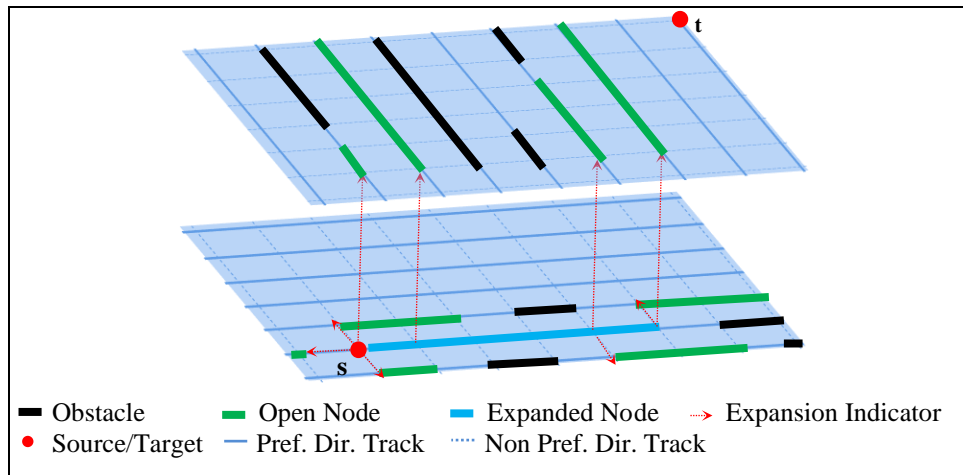 t
s
Obstacle Open Node Expanded Node Expansion Indicator
Source/Target Pref. Dir. Track Non Pref. Dir. Track